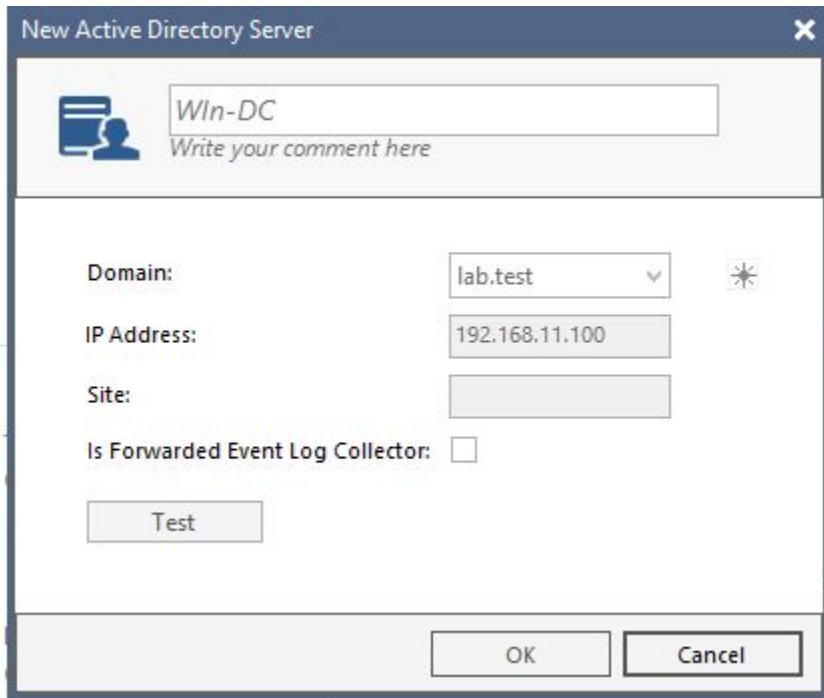 New Active Directory Server
WIn-DC
Write your comment here
Domain:
lab.test
IP Address:
192.168.11.100
Site:
Is Forwarded Event Log Collector:
Test
OK
Cancel